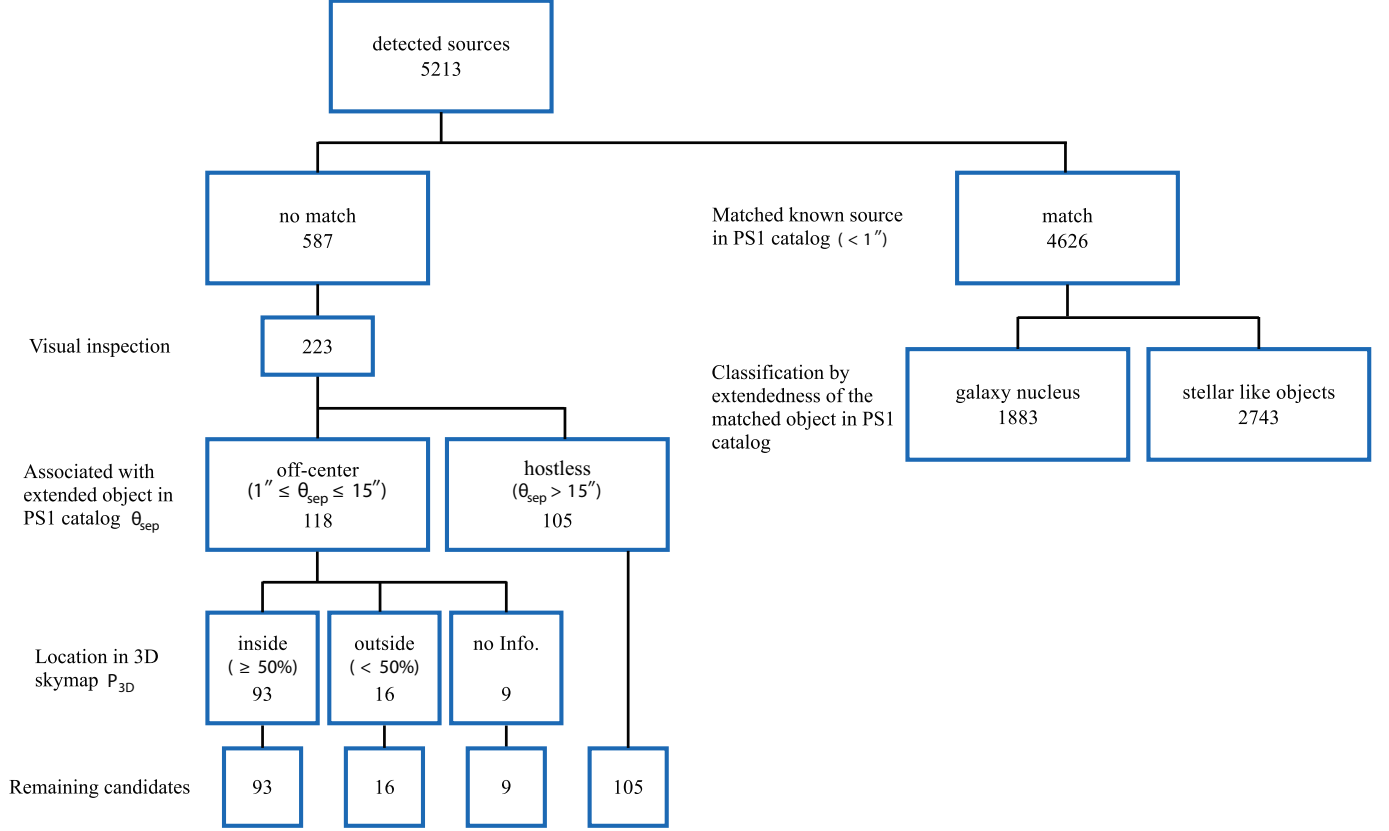 detected sources
5213
no match
587
Matched known source
in PS1 catalog ( < 1″)
match
4626
Visual inspection
223
Classification by
extendedness of the
matched object in PS1
catalog
galaxy nucleus
1883
stellar like objects
2743
Associated with
extended object in
PS1 catalog θsep
off-center
(1″ ≤ θsep ≤ 15″)
118
hostless
(θsep > 15″)
105
Location in 3D
skymap P3D
inside
( ≥ 50%)
93
outside
( < 50%)
16
no Info.
9
Remaining candidates
93
16
9
105